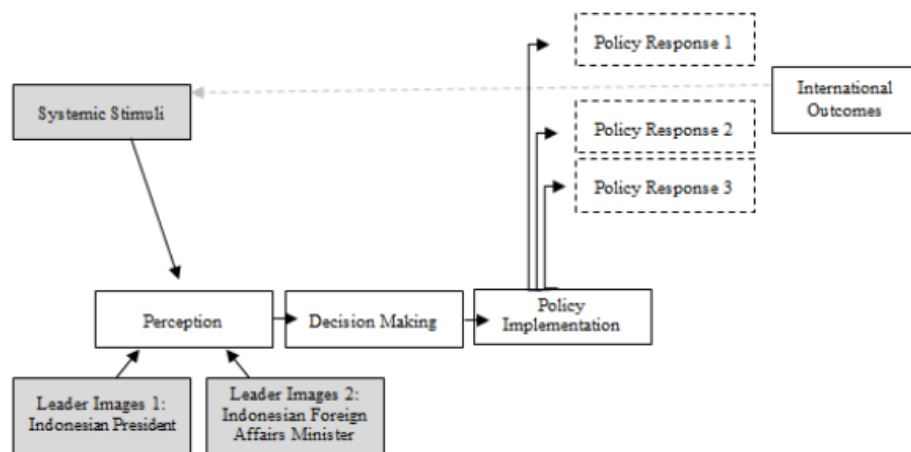 Policy Response 1
Systemic Stimuli
International
Outcomes
Policy Response 2
Policy Response 3
Perception
Decision Making
Policy
Implementation
Leader Images 1:
Indonesian President
Leader Images 2:
Indonesian Foreign
Affairs Minister